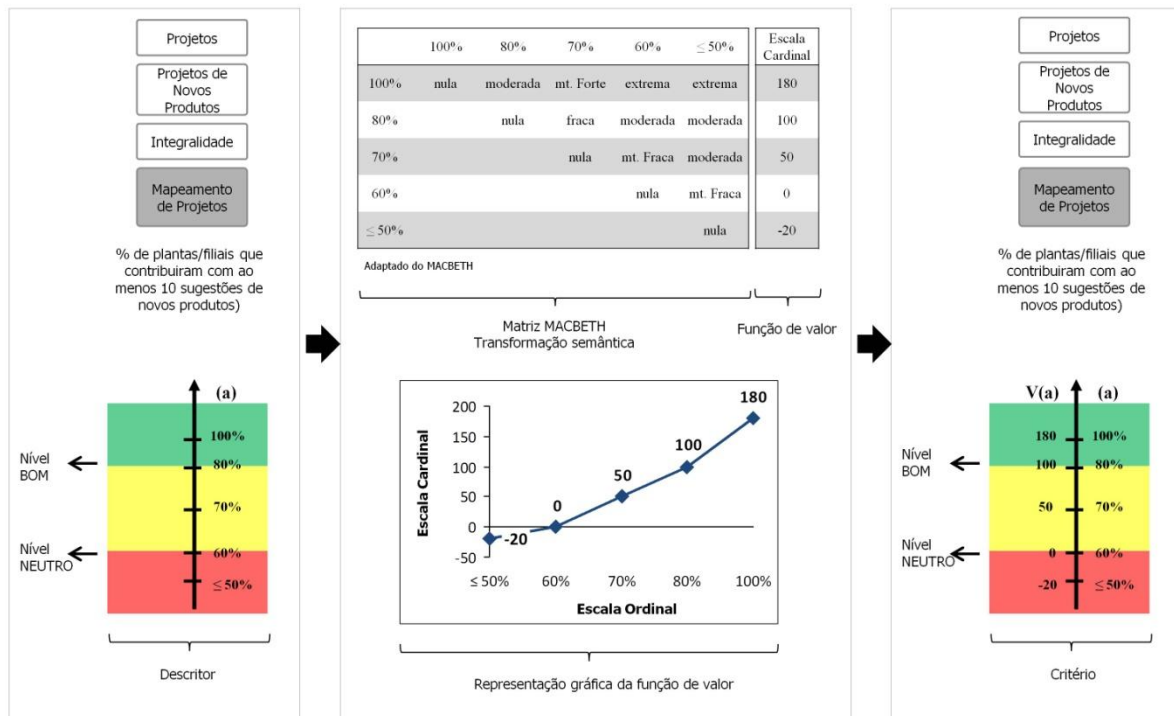 Projetos
Projetos de
Novos
Produtos
Integralidade
Mapeamento
de Projetos
% de plantas/filiais que
contribuiram com ao
menos 10 sugestões de
novos produtos)
(a)
100%
Nível
BOM
80%
70%
Nível
NEUTRO
60%
≤ 50%
Descritor
100% 80% 70% 60% ≤ 50% Escala
Cardinal
100% nula moderada mt. Forte extrema extrema 180
80% nula fraca moderada moderada 100
70% nula mt. Fraca moderada 50
60% nula mt. Fraca 0
≤ 50% nula -20
Adaptado do MACBETH
Matriz MACBETH
Transformação semântica
Função de valor
Escala Cardinal
200
150
100
50
0
-50
-20
0
50
100
180
≤ 50% 60% 70% 80% 100%
Escala Ordinal
Representação gráfica da função de valor
Projetos
Projetos de
Novos
Produtos
Integralidade
Mapeamento
de Projetos
% de plantas/filiais que
contribuiram com ao
menos 10 sugestões de
novos produtos)
V(a) (a)
180 100%
Nível
BOM
100 80%
50 70%
Nível
NEUTRO
0 60%
-20 ≤ 50%
Critério